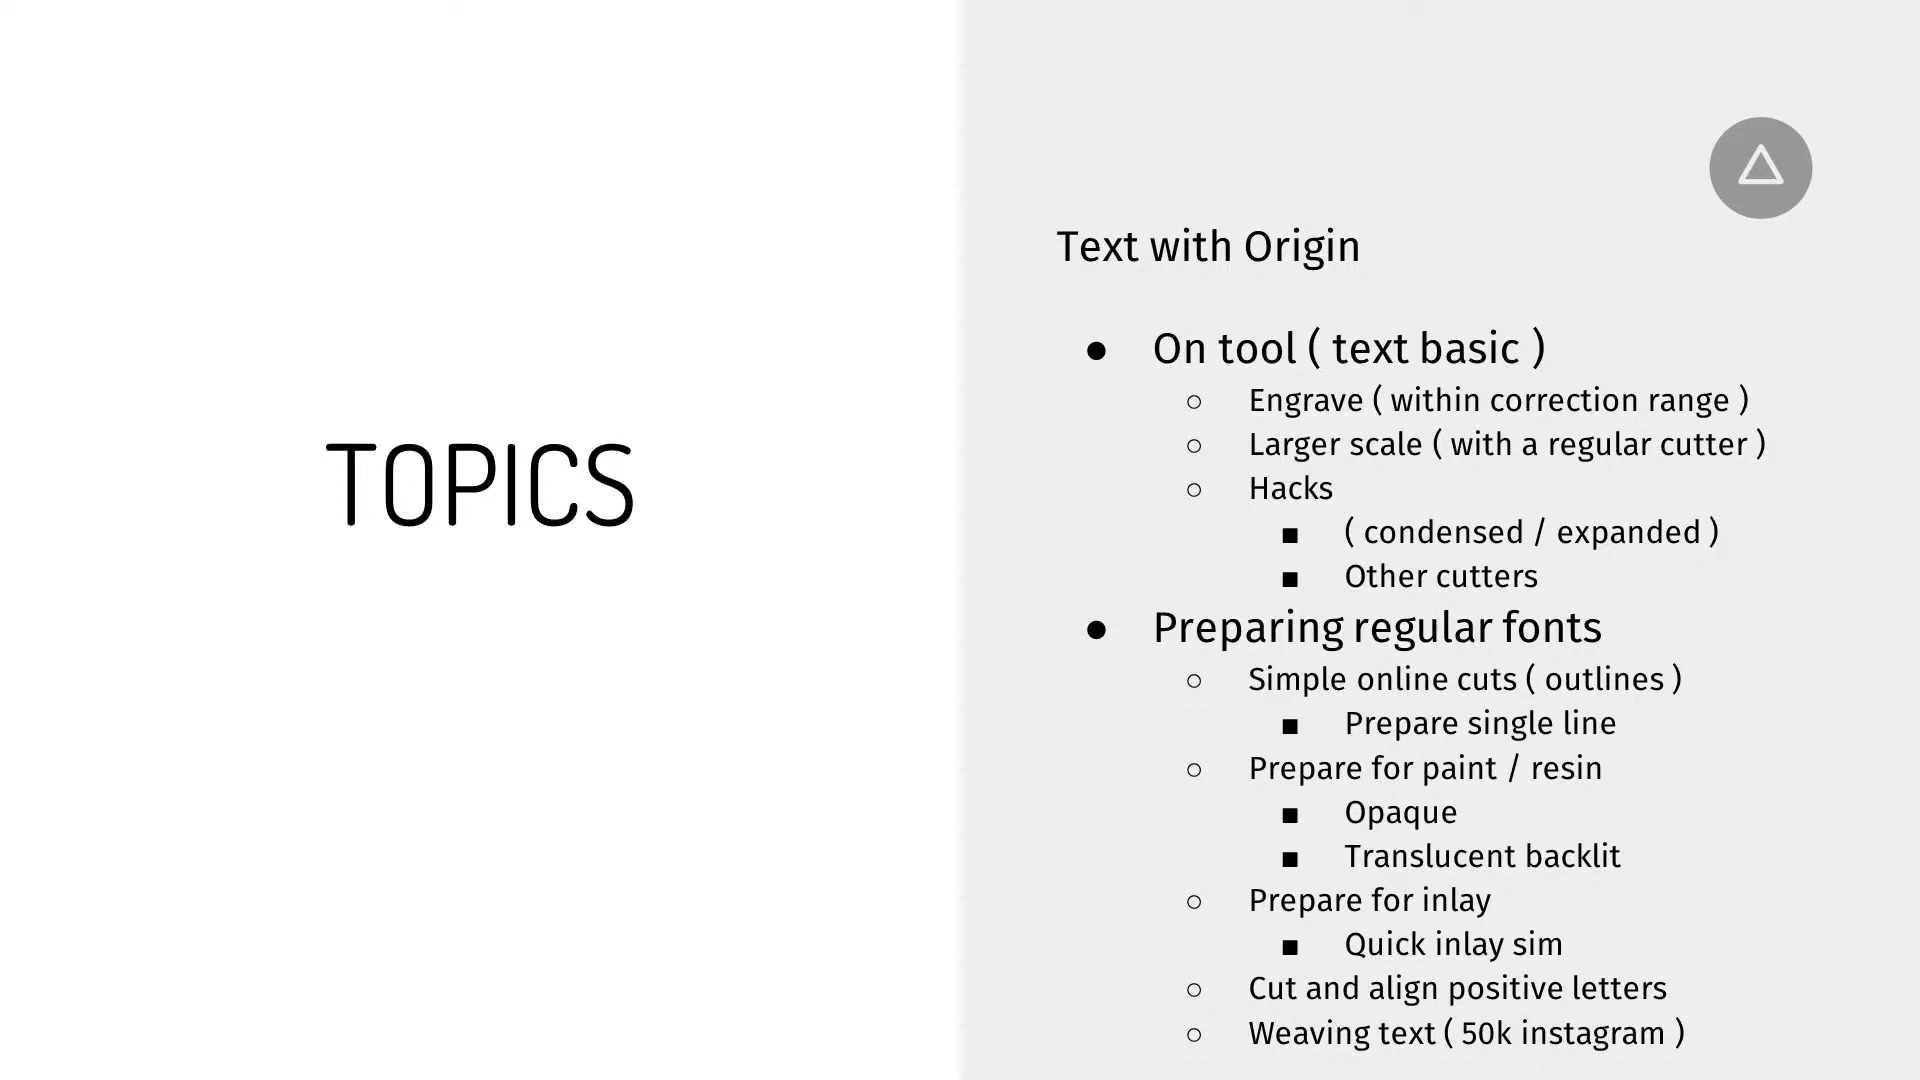 TOPICS
Text with Origin
● On tool ( text basic )
○ Engrave ( within correction range )
○ Larger scale ( with a regular cutter )
○ Hacks
■ ( condensed / expanded )
■ Other cutters
● Preparing regular fonts
○ Simple online cuts ( outlines )
■ Prepare single line
○ Prepare for paint / resin
■ Opaque
■ Translucent backlit
○ Prepare for inlay
■ Quick inlay sim
○ Cut and align positive letters
○ Weaving text ( 50k instagram )